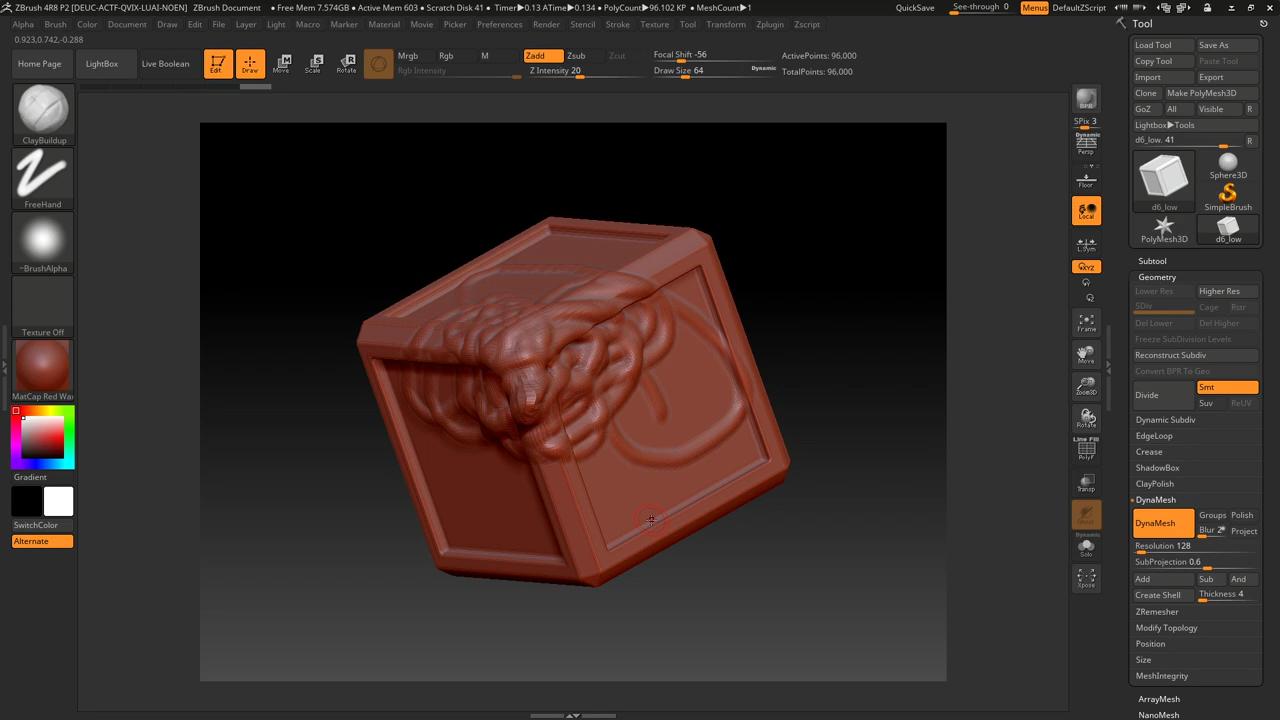 ZBrush 4R8 P2 [DEUC-ACTF-QVIX-LUAI-NOEN] ZBrush Document • Free Mem 7.574GB • Active Mem 603 • Scratch Disk 41 • Timer▶0.13 ATime▶0.134 • PolyCount▶96.102 KP • MeshCount▶1 QuickSave See-through 0 Menus DefaultZScript
Alpha Brush Color Document Draw Edit File Layer Light Macro Marker Material Movie Picker Preferences Render Stencil Stroke Texture Tool Transform Zplugin Zscript
0.923,0.742,-0.288
Home Page LightBox Live Boolean Edit Draw Move Scale Rotate
Mrgb Rgb M Zadd Zsub Zcut Focal Shift -56 ActivePoints: 96,000
Rgb Intensity Z Intensity 20 Draw Size 64 Dynamic TotalPoints: 96,000
ClayBuildup
FreeHand
~BrushAlpha
Texture Off
MatCap Red Wa
Gradient
SwitchColor
Alternate
BPR
SPix 3
Dynamic
Persp
Floor
Local
L.Sym
XYZ
Frame
Move
Zoom3D
Rotate
Line Fill
PolyF
Transp
Ghost
Dynamic
Solo
Xpose
Tool
Load Tool Save As
Copy Tool Paste Tool
Import Export
Clone Make PolyMesh3D
GoZ All Visible R
Lightbox▶Tools
d6_low. 41 R
d6_low Sphere3D
SimpleBrush
PolyMesh3D d6_low
Subtool
Geometry
Lower Res Higher Res
SDiv Cage Rstr
Del Lower Del Higher
Freeze SubDivision Levels
Reconstruct Subdiv
Convert BPR To Geo
Divide Smt
Suv ReUV
Dynamic Subdiv
EdgeLoop
Crease
ShadowBox
ClayPolish
DynaMesh
DynaMesh Groups Polish
Blur 2 Project
Resolution 128
SubProjection 0.6
Add Sub And
Create Shell Thickness 4
ZRemesher
Modify Topology
Position
Size
MeshIntegrity
ArrayMesh
NanoMesh